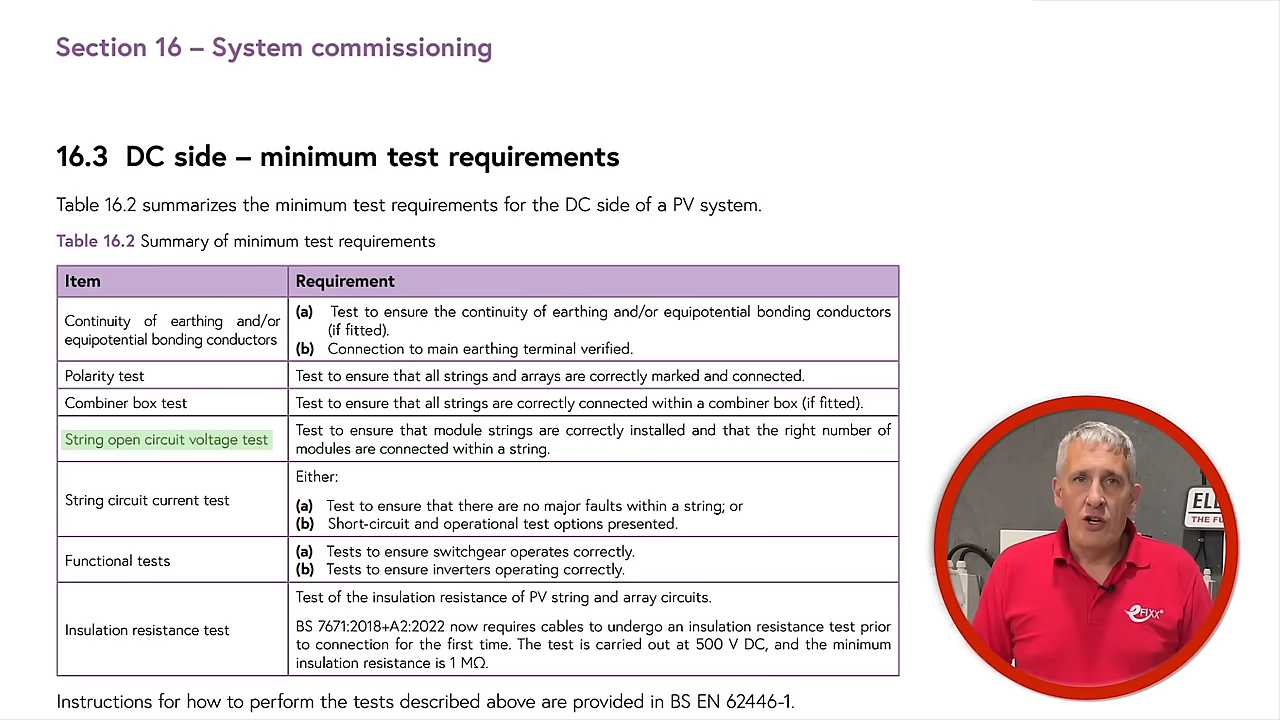 Section 16 – System commissioning
16.3 DC side – minimum test requirements
Table 16.2 summarizes the minimum test requirements for the DC side of a PV system.
Table 16.2 Summary of minimum test requirements
Item
Requirement
Continuity of earthing and/or
equipotential bonding conductors
(a) Test to ensure the continuity of earthing and/or equipotential bonding conductors
(if fitted).
(b) Connection to main earthing terminal verified.
Polarity test
Test to ensure that all strings and arrays are correctly marked and connected.
Combiner box test
Test to ensure that all strings are correctly connected within a combiner box (if fitted).
String open circuit voltage test
Test to ensure that module strings are correctly installed and that the right number of
modules are connected within a string.
String circuit current test
Either:
(a) Test to ensure that there are no major faults within a string; or
(b) Short-circuit and operational test options presented.
Functional tests
(a) Tests to ensure switchgear operates correctly.
(b) Tests to ensure inverters operating correctly.
Insulation resistance test
Test of the insulation resistance of PV string and array circuits.
BS 7671:2018+A2:2022 now requires cables to undergo an insulation resistance test prior
to connection for the first time. The test is carried out at 500 V DC, and the minimum
insulation resistance is 1 MΩ.
Instructions for how to perform the tests described above are provided in BS EN 62446-1.
eFIXX